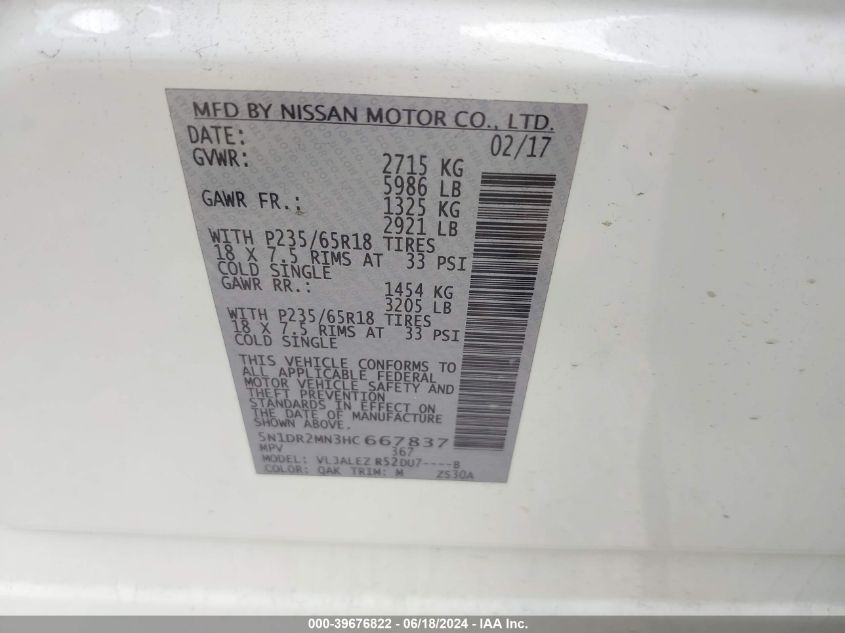 MFD BY NISSAN MOTOR CO., LTD.
DATE: 02/17
GVWR: 2715 KG
5986 LB
GAWR FR.: 1325 KG
2921 LB
WITH P235/65R18 TIRES
18 X 7.5 RIMS AT 33 PSI
COLD SINGLE
GAWR RR.: 1454 KG
3205 LB
WITH P235/65R18 TIRES
18 X 7.5 RIMS AT 33 PSI
COLD SINGLE
THIS VEHICLE CONFORMS TO
ALL APPLICABLE FEDERAL
MOTOR VEHICLE SAFETY AND
THEFT PREVENTION
STANDARDS IN EFFECT ON
THE DATE OF MANUFACTURE
SHOWN ABOVE.
5N1DR2MN3HC667837
MPV 367
MODEL: VLJALEZ R52DU7----B
COLOR: QAK TRIM: M ZS30A
000-39676822 - 06/18/2024 - IAA Inc.